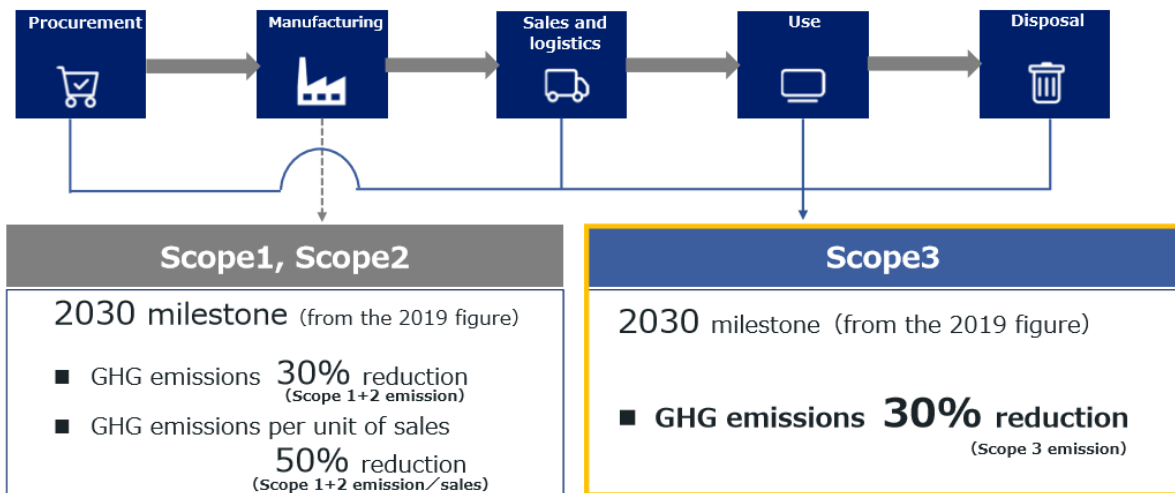 Procurement
Manufacturing
Sales and
logistics
Use
Disposal
Scope1, Scope2
2030 milestone (from the 2019 figure)
■ GHG emissions 30% reduction
(Scope 1+2 emission)
■ GHG emissions per unit of sales
50% reduction
(Scope 1+2 emission／sales)
Scope3
2030 milestone（from the 2019 figure)
■ GHG emissions 30% reduction
（Scope 3 emission)